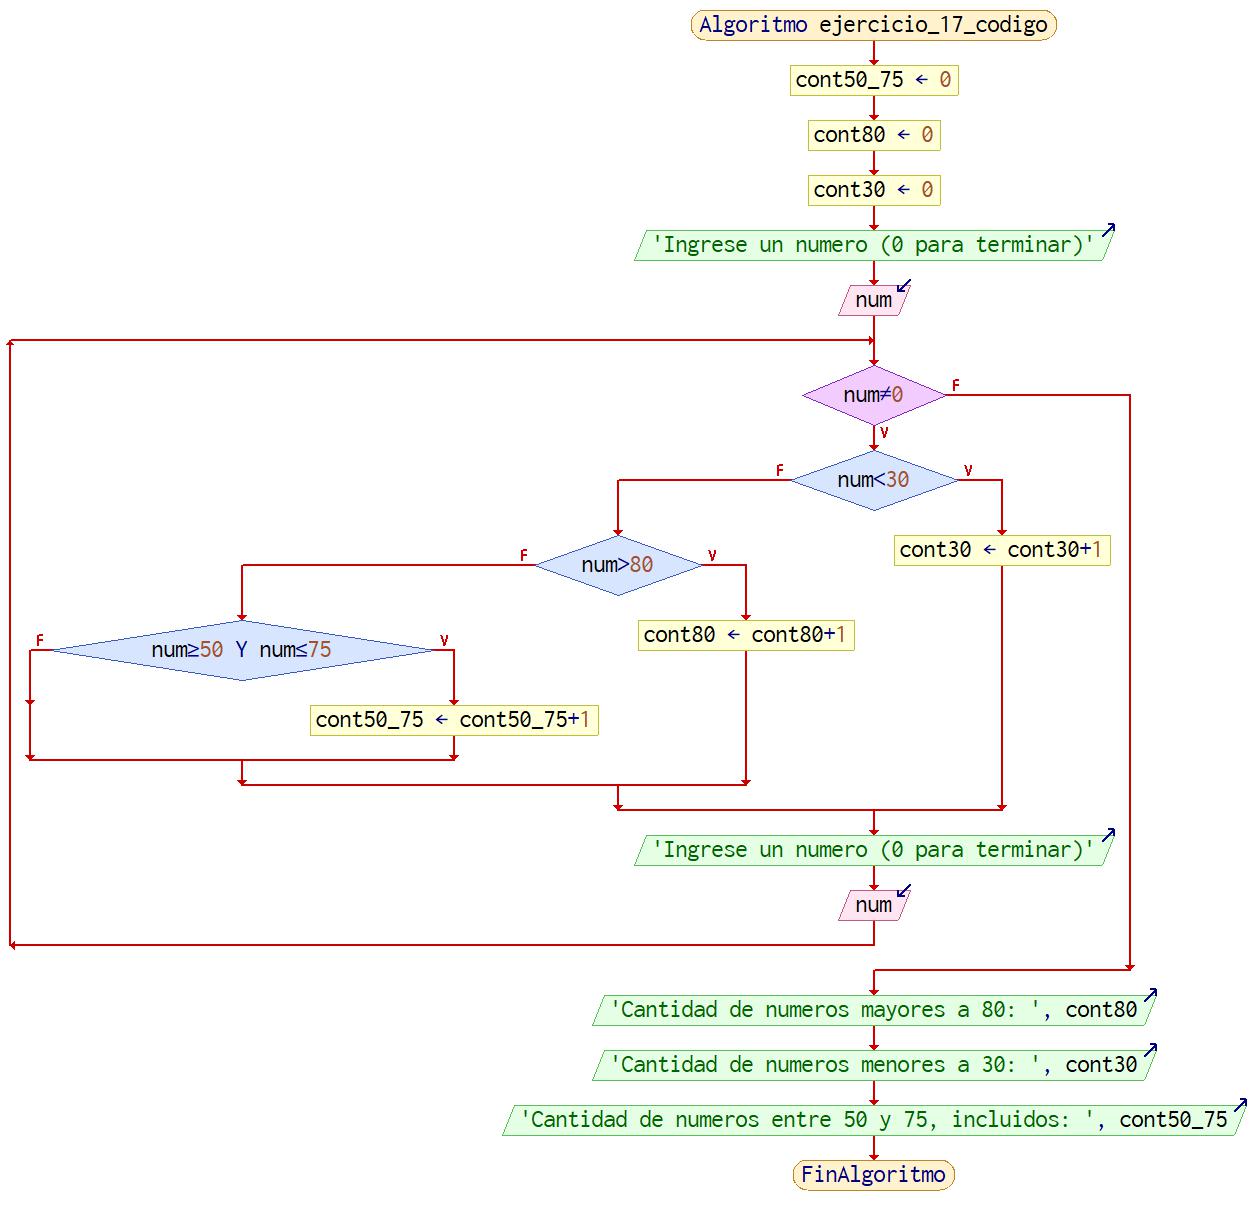 Algoritmo ejercicio_17_codigo
cont50_75 ← 0
cont80 ← 0
cont30 ← 0
'Ingrese un numero (0 para terminar)'
num
num≠0
F
V
num<30
F
V
cont30 ← cont30+1
num>80
F
V
cont80 ← cont80+1
num≥50 Y num≤75
F
V
cont50_75 ← cont50_75+1
'Ingrese un numero (0 para terminar)'
num
'Cantidad de numeros mayores a 80: ', cont80
'Cantidad de numeros menores a 30: ', cont30
'Cantidad de numeros entre 50 y 75, incluidos: ', cont50_75
FinAlgoritmo